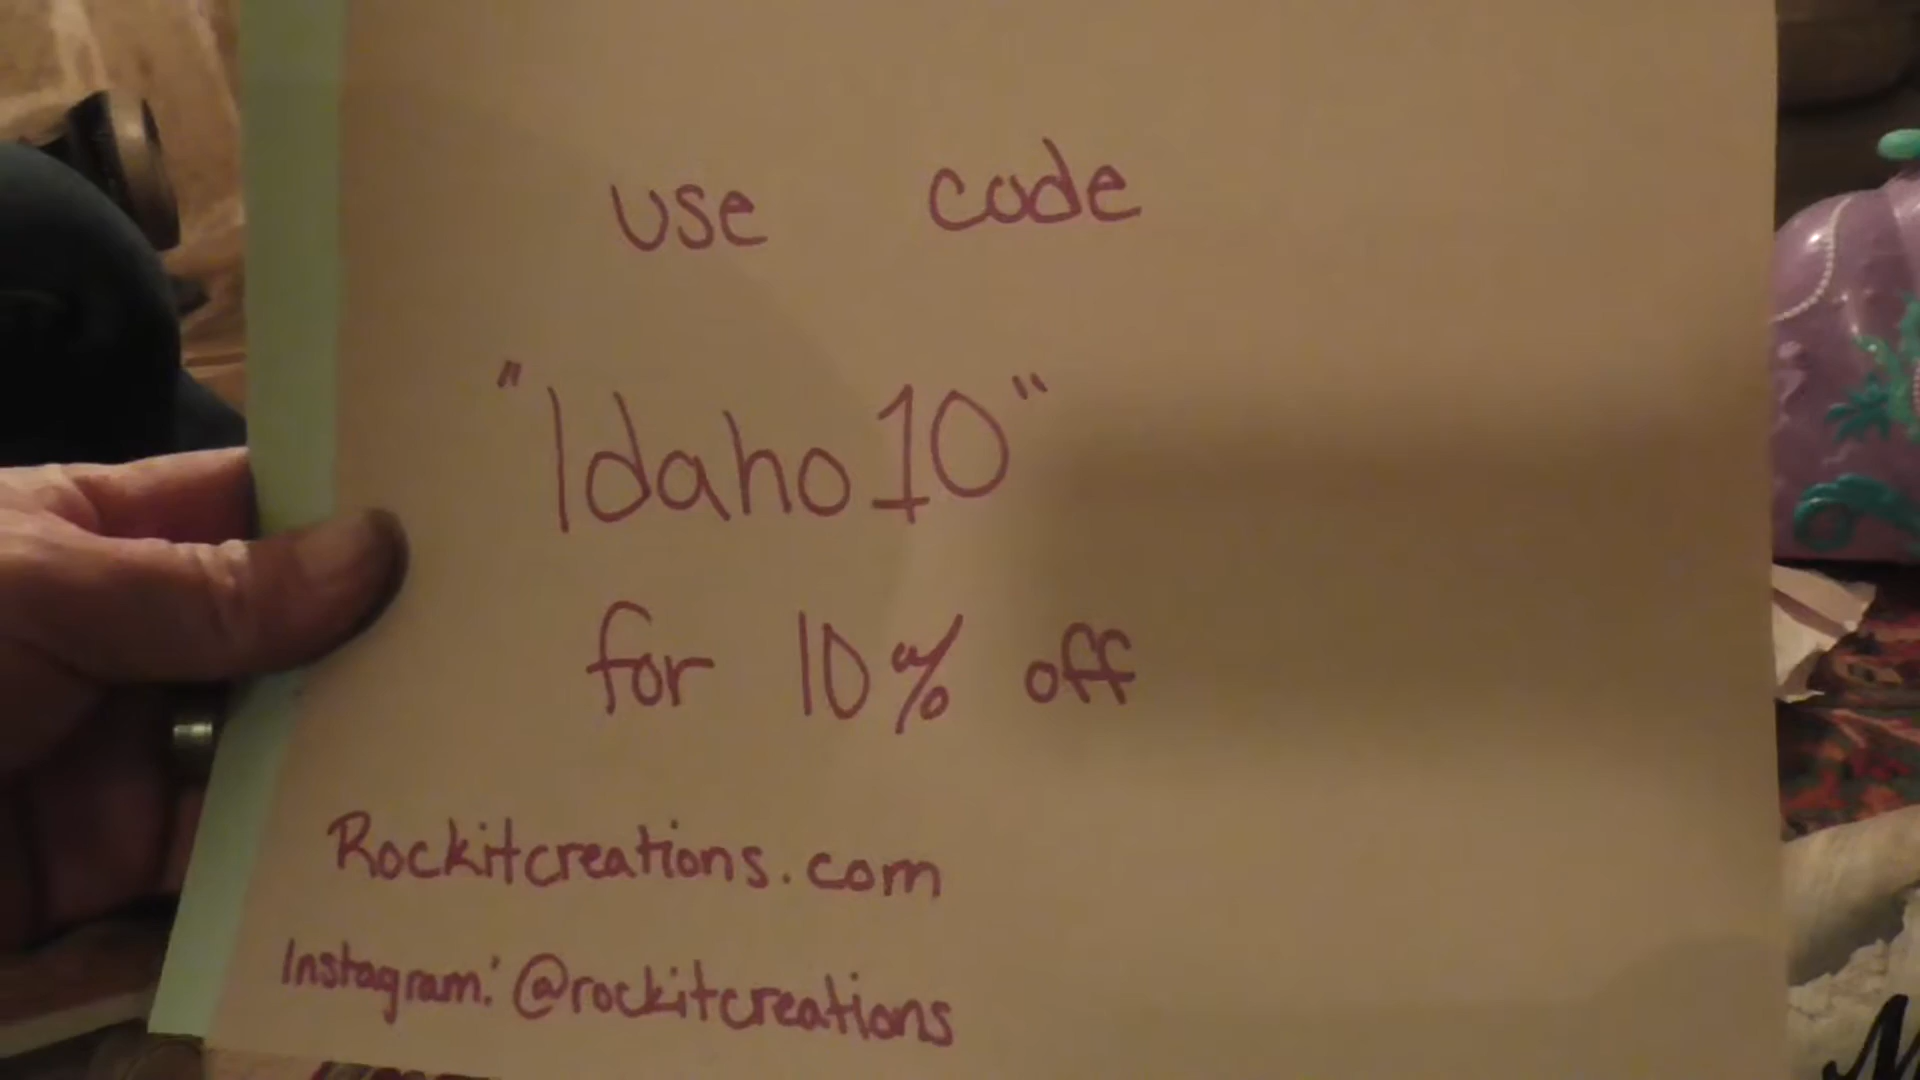 use code
"Idaho10"
for 10% off
Rockitcreations.com
Instagram: @rockitcreations